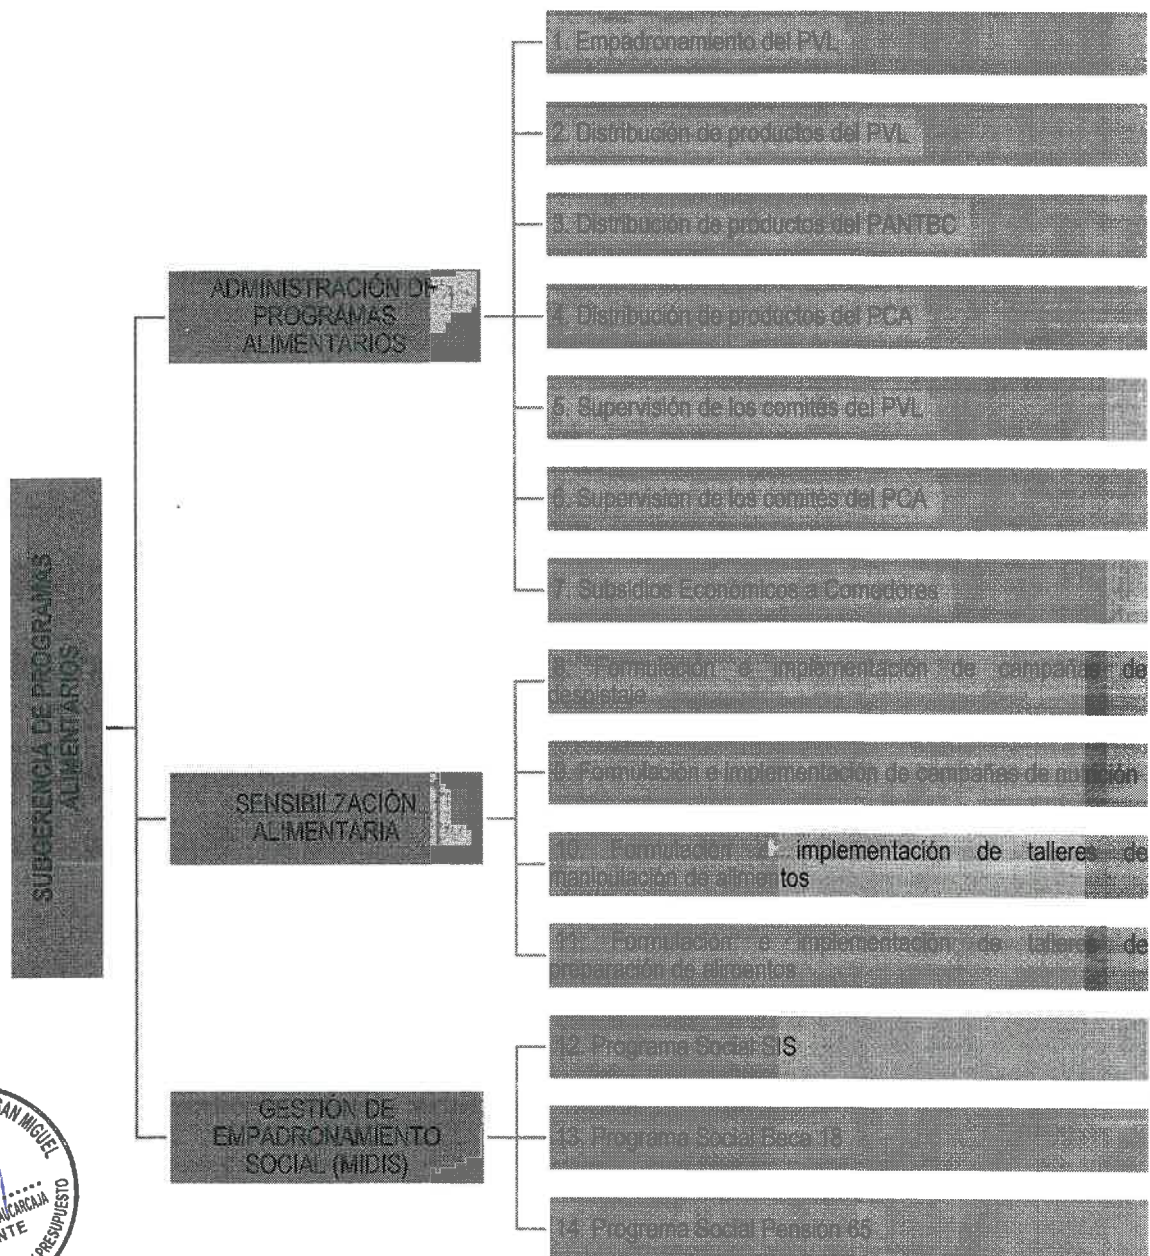 SUBGERENCIA DE PROGRAMAS
ALIMENTARIOS
ADMINISTRACIÓN DE
PROGRAMAS
ALIMENTARIOS
1. Empadronamiento del PVL
2. Distribución de productos del PVL
3. Distribución de productos del PANTBC
4. Distribución de productos del PCA
5. Supervisión de los comités del PVL
6. Supervisión de los comités del PCA
7. Subsidios Económicos a Comedores
SENSIBILZACIÓN
ALIMENTARIA
8. Formulación e implementación de campañas de
despistaje
9. Formulación e implementación de campañas de nutrición
10. Formulación e implementación de talleres de
manipulación de alimentos
11. Formulación e implementación de talleres de
preparación de alimentos
GESTIÓN DE
EMPADRONAMIENTO
SOCIAL (MIDIS)
12. Programa Social SIS
13. Programa Social Beca 18
14. Programa Social Pension 65
SAN MIGUEL
PRESUPUESTO